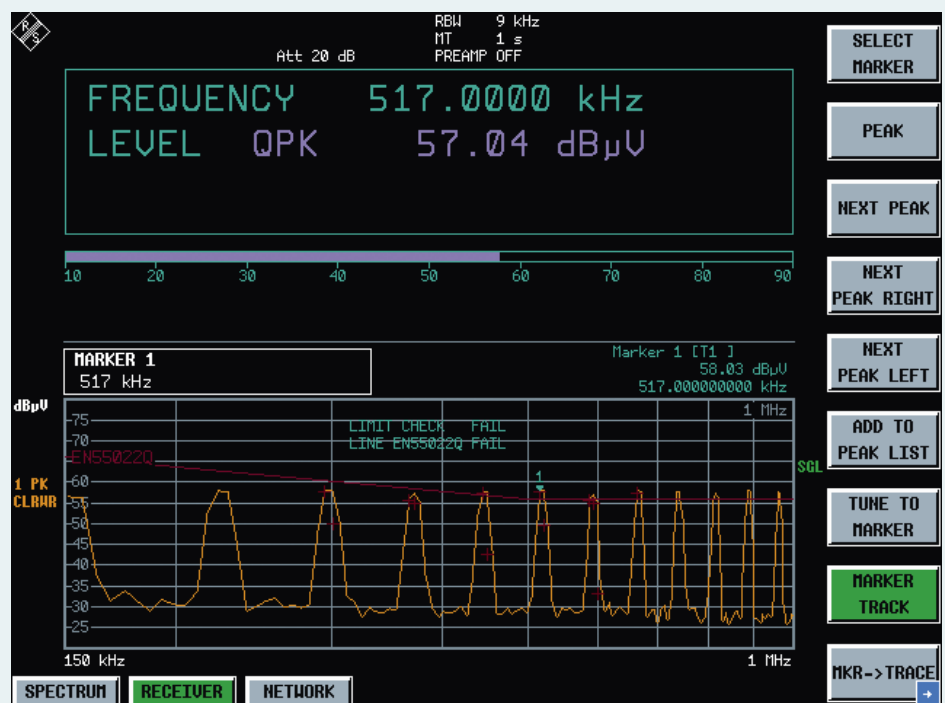 R S
RBW 9 kHz
MT 1 s
Att 20 dB PREAMP OFF
FREQUENCY 517.0000 kHz
LEVEL QPK 57.04 dBµV
10 20 30 40 50 60 70 80 90
MARKER 1
517 kHz
Marker 1 [T1 ]
58.03 dBµV
517.000000000 kHz
dBµV
1 MHz
75
LIMIT CHECK FAIL
70
LINE EN55022Q FAIL
EN55022Q
SGL
1 PK
CLRWR
60
55
50
45
40
35
30
25
1
150 kHz 1 MHz
SPECTRUM RECEIVER NETWORK
SELECT
MARKER
PEAK
NEXT PEAK
NEXT
PEAK RIGHT
NEXT
PEAK LEFT
ADD TO
PEAK LIST
TUNE TO
MARKER
MARKER
TRACK
MKR->TRACE